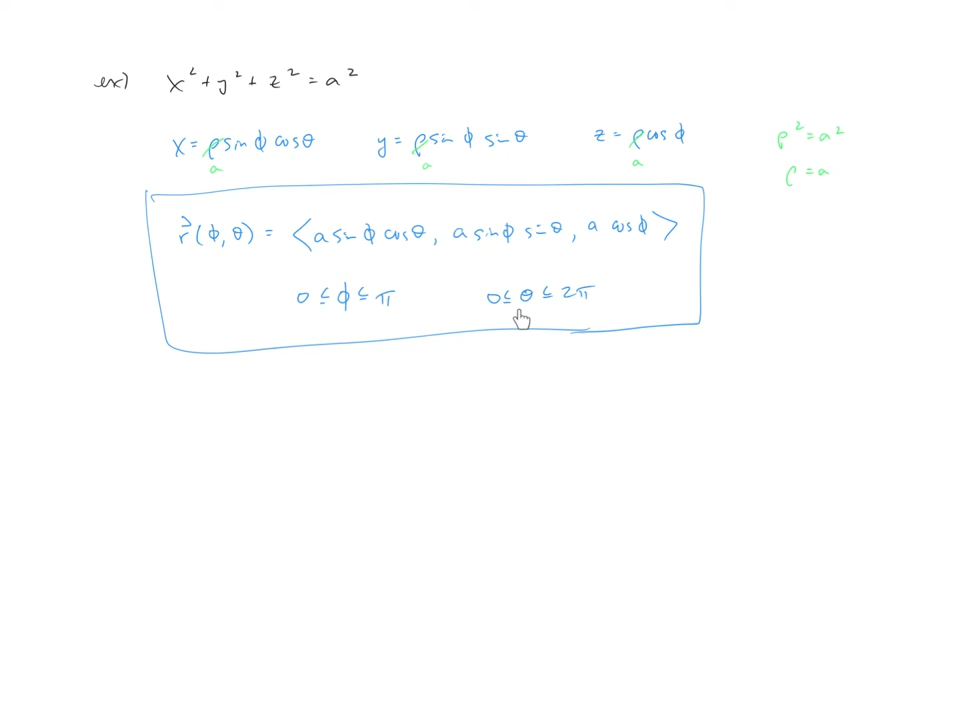 ex) x² + y² + z² = a²
x = ρ sin ϕ cos θ y = ρ sin ϕ sin θ z = ρ cos ϕ ρ² = a²
a a a ρ = a
r⃗(ϕ, θ) = ⟨a sin ϕ cos θ, a sin ϕ sin θ, a cos ϕ⟩
0 ≤ ϕ ≤ π 0 ≤ θ ≤ 2π